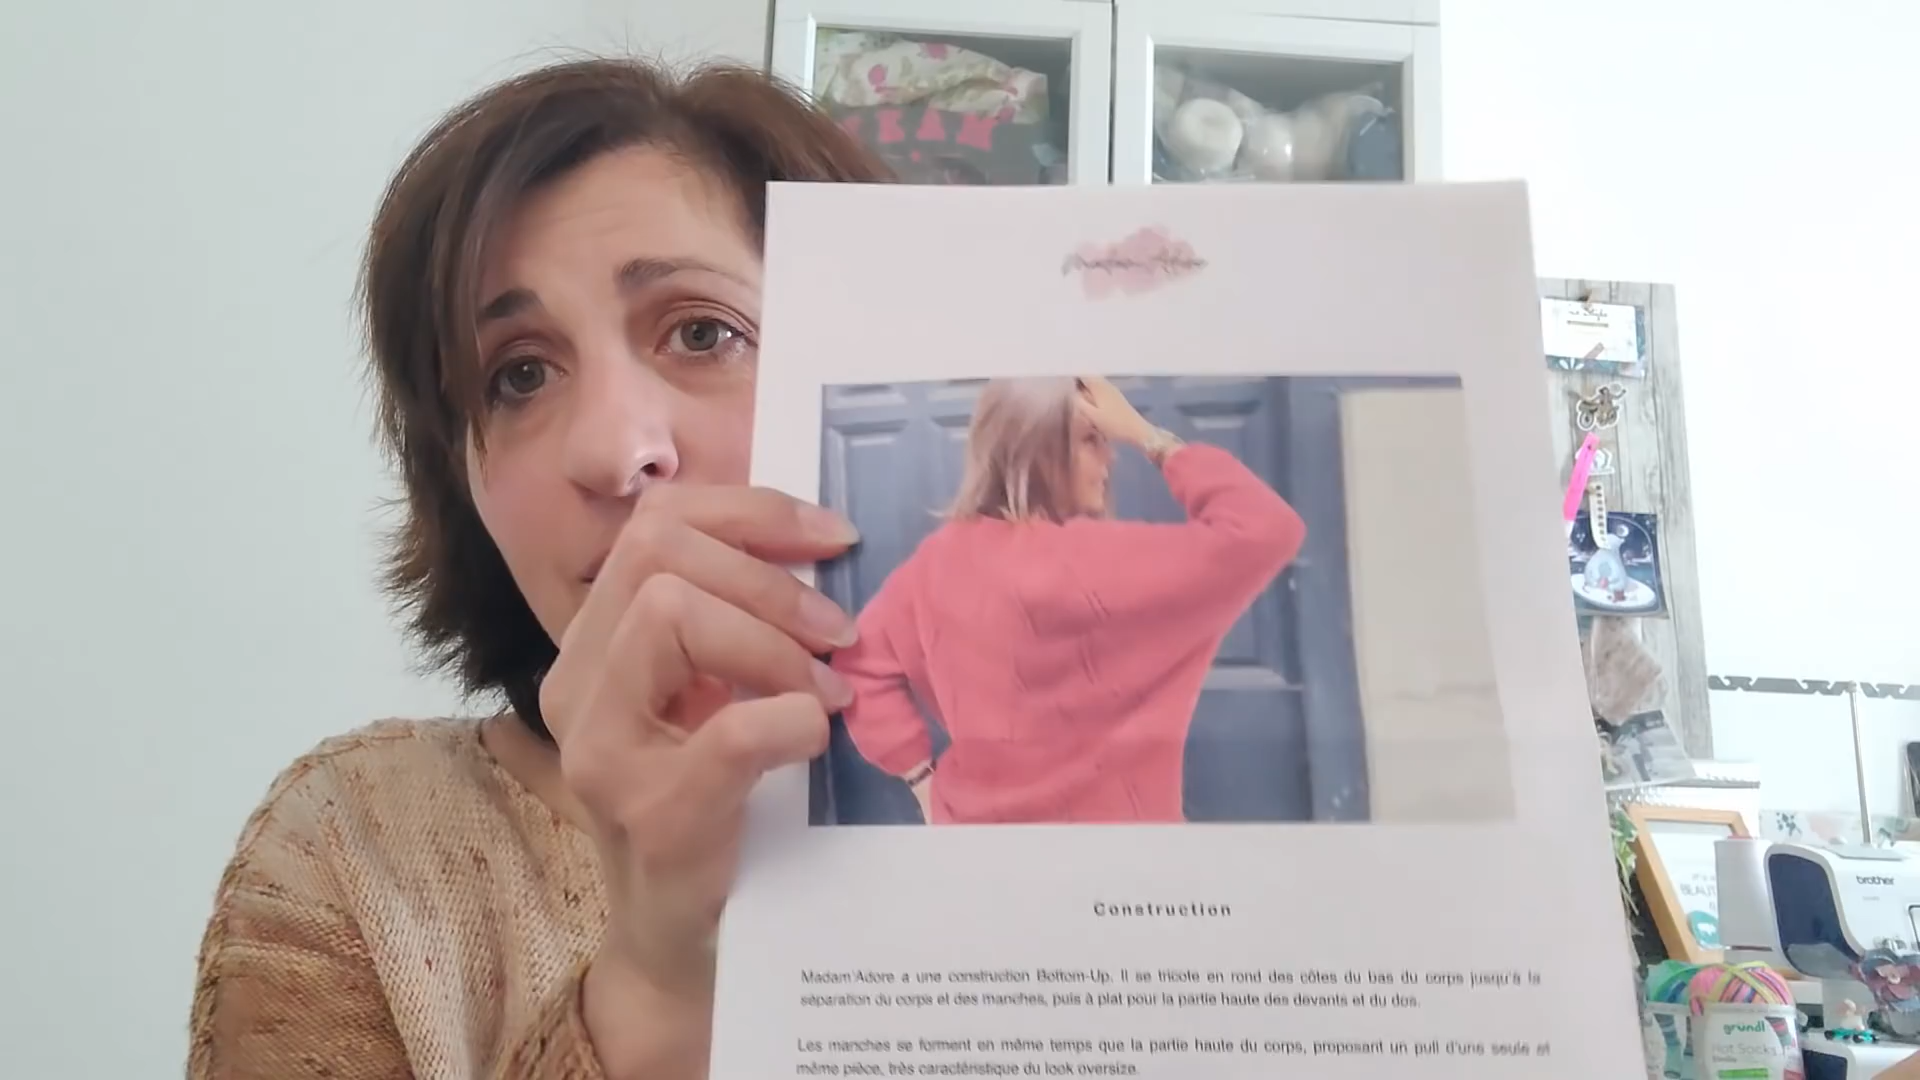 YEAM
Madam'Adore
Construction
Madam'Adore a une construction Bottom-Up. Il se tricote en rond des côtes du bas du corps jusqu'à la
séparation du corps et des manches, puis à plat pour la partie haute des devants et du dos.
Les manches se forment en même temps que la partie haute du corps, proposant un pull d'une seule et
même pièce, très caractéristique du look oversize.
brother
gründl
Hot Socks